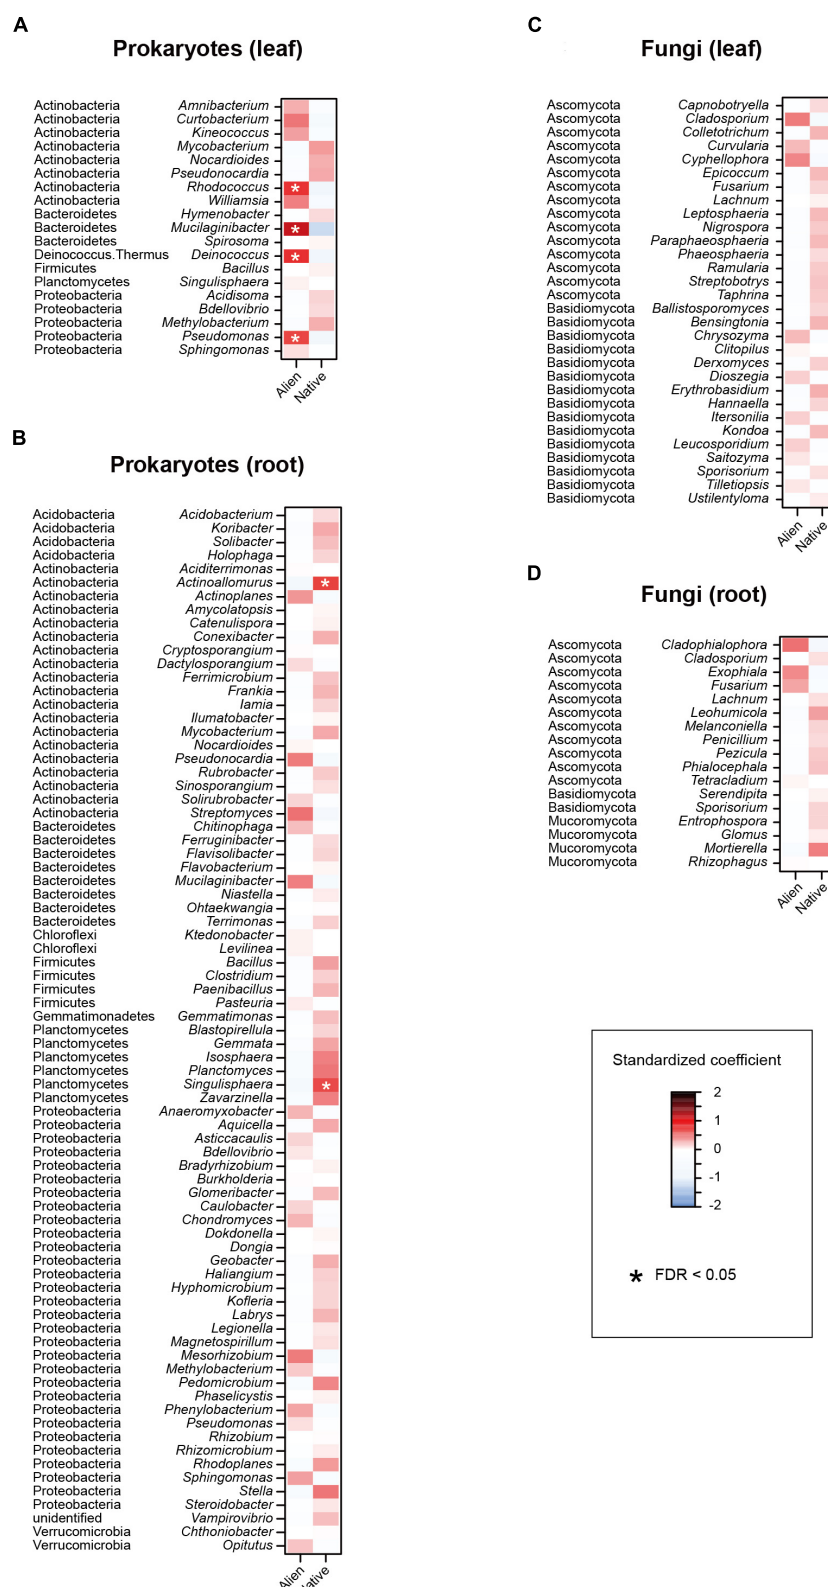 A
Prokaryotes (leaf)
Actinobacteria Amnibacterium
Actinobacteria Curtobacterium
Actinobacteria Kineococcus
Actinobacteria Mycobacterium
Actinobacteria Nocardioides
Actinobacteria Pseudonocardia
Actinobacteria Rhodococcus *
Actinobacteria Williamsia
Bacteroidetes Hymenobacter
Bacteroidetes Mucilaginibacter *
Bacteroidetes Spirosoma
Deinococcus.Thermus Deinococcus *
Firmicutes Bacillus
Planctomycetes Singulisphaera
Proteobacteria Acidisoma
Proteobacteria Bdellovibrio
Proteobacteria Methylobacterium
Proteobacteria Pseudomonas *
Proteobacteria Sphingomonas
Alien Native
B
Prokaryotes (root)
Acidobacteria Acidobacterium
Acidobacteria Koribacter
Acidobacteria Solibacter
Acidobacteria Holophaga
Actinobacteria Aciditerrimonas
Actinobacteria Actinoallomurus *
Actinobacteria Actinoplanes
Actinobacteria Amycolatopsis
Actinobacteria Catenulispora
Actinobacteria Conexibacter
Actinobacteria Cryptosporangium
Actinobacteria Dactylosporangium
Actinobacteria Ferrimicrobium
Actinobacteria Frankia
Actinobacteria Iamia
Actinobacteria Ilumatobacter
Actinobacteria Mycobacterium
Actinobacteria Nocardioides
Actinobacteria Pseudonocardia
Actinobacteria Rubrobacter
Actinobacteria Sinosporangium
Actinobacteria Solirubrobacter
Actinobacteria Streptomyces
Bacteroidetes Chitinophaga
Bacteroidetes Ferruginibacter
Bacteroidetes Flavisolibacter
Bacteroidetes Flavobacterium
Bacteroidetes Mucilaginibacter
Bacteroidetes Niastella
Bacteroidetes Ohtaekwangia
Bacteroidetes Terrimonas
Chloroflexi Ktedonobacter
Chloroflexi Levilinea
Firmicutes Bacillus
Firmicutes Clostridium
Firmicutes Paenibacillus
Firmicutes Pasteuria
Gemmatimonadetes Gemmatimonas
Planctomycetes Blastopirellula
Planctomycetes Gemmata
Planctomycetes Isosphaera
Planctomycetes Planctomyces
Planctomycetes Singulisphaera *
Planctomycetes Zavarzinella
Proteobacteria Anaeromyxobacter
Proteobacteria Aquicella
Proteobacteria Asticcacaulis
Proteobacteria Bdellovibrio
Proteobacteria Bradyrhizobium
Proteobacteria Burkholderia
Proteobacteria Glomeribacter
Proteobacteria Caulobacter
Proteobacteria Chondromyces
Proteobacteria Dokdonella
Proteobacteria Dongia
Proteobacteria Geobacter
Proteobacteria Haliangium
Proteobacteria Hyphomicrobium
Proteobacteria Kofleria
Proteobacteria Labrys
Proteobacteria Legionella
Proteobacteria Magnetospirillum
Proteobacteria Mesorhizobium
Proteobacteria Methylobacterium
Proteobacteria Pedomicrobium
Proteobacteria Phaselicystis
Proteobacteria Phenylobacterium
Proteobacteria Pseudomonas
Proteobacteria Rhizobium
Proteobacteria Rhizomicrobium
Proteobacteria Rhodoplanes
Proteobacteria Sphingomonas
Proteobacteria Stella
Proteobacteria Steroidobacter
unidentified Vampirovibrio
Verrucomicrobia Chthoniobacter
Verrucomicrobia Opitutus
Alien Native
C
Fungi (leaf)
Ascomycota Capnobotryella
Ascomycota Cladosporium
Ascomycota Colletotrichum
Ascomycota Curvularia
Ascomycota Cyphellophora
Ascomycota Epicoccum
Ascomycota Fusarium
Ascomycota Lachnum
Ascomycota Leptosphaeria
Ascomycota Nigrospora
Ascomycota Paraphaeosphaeria
Ascomycota Phaeosphaeria
Ascomycota Ramularia
Ascomycota Streptobotrys
Ascomycota Taphrina
Basidiomycota Ballistosporomyces
Basidiomycota Bensingtonia
Basidiomycota Chrysozyma
Basidiomycota Clitopilus
Basidiomycota Derxomyces
Basidiomycota Dioszegia
Basidiomycota Erythrobasidium
Basidiomycota Hannaella
Basidiomycota Itersonilia
Basidiomycota Kondoa
Basidiomycota Leucosporidium
Basidiomycota Saitozyma
Basidiomycota Sporisorium
Basidiomycota Tilletiopsis
Basidiomycota Ustilentyloma
Alien Native
D
Fungi (root)
Ascomycota Cladophialophora
Ascomycota Cladosporium
Ascomycota Exophiala
Ascomycota Fusarium
Ascomycota Lachnum
Ascomycota Leohumicola
Ascomycota Melanconiella
Ascomycota Penicillium
Ascomycota Pezicula
Ascomycota Phialocephala
Ascomycota Tetracladium
Basidiomycota Serendipita
Basidiomycota Sporisorium
Mucoromycota Entrophospora
Mucoromycota Glomus
Mucoromycota Mortierella
Mucoromycota Rhizophagus
Alien Native
Standardized coefficient
2
1
0
-1
-2
* FDR < 0.05